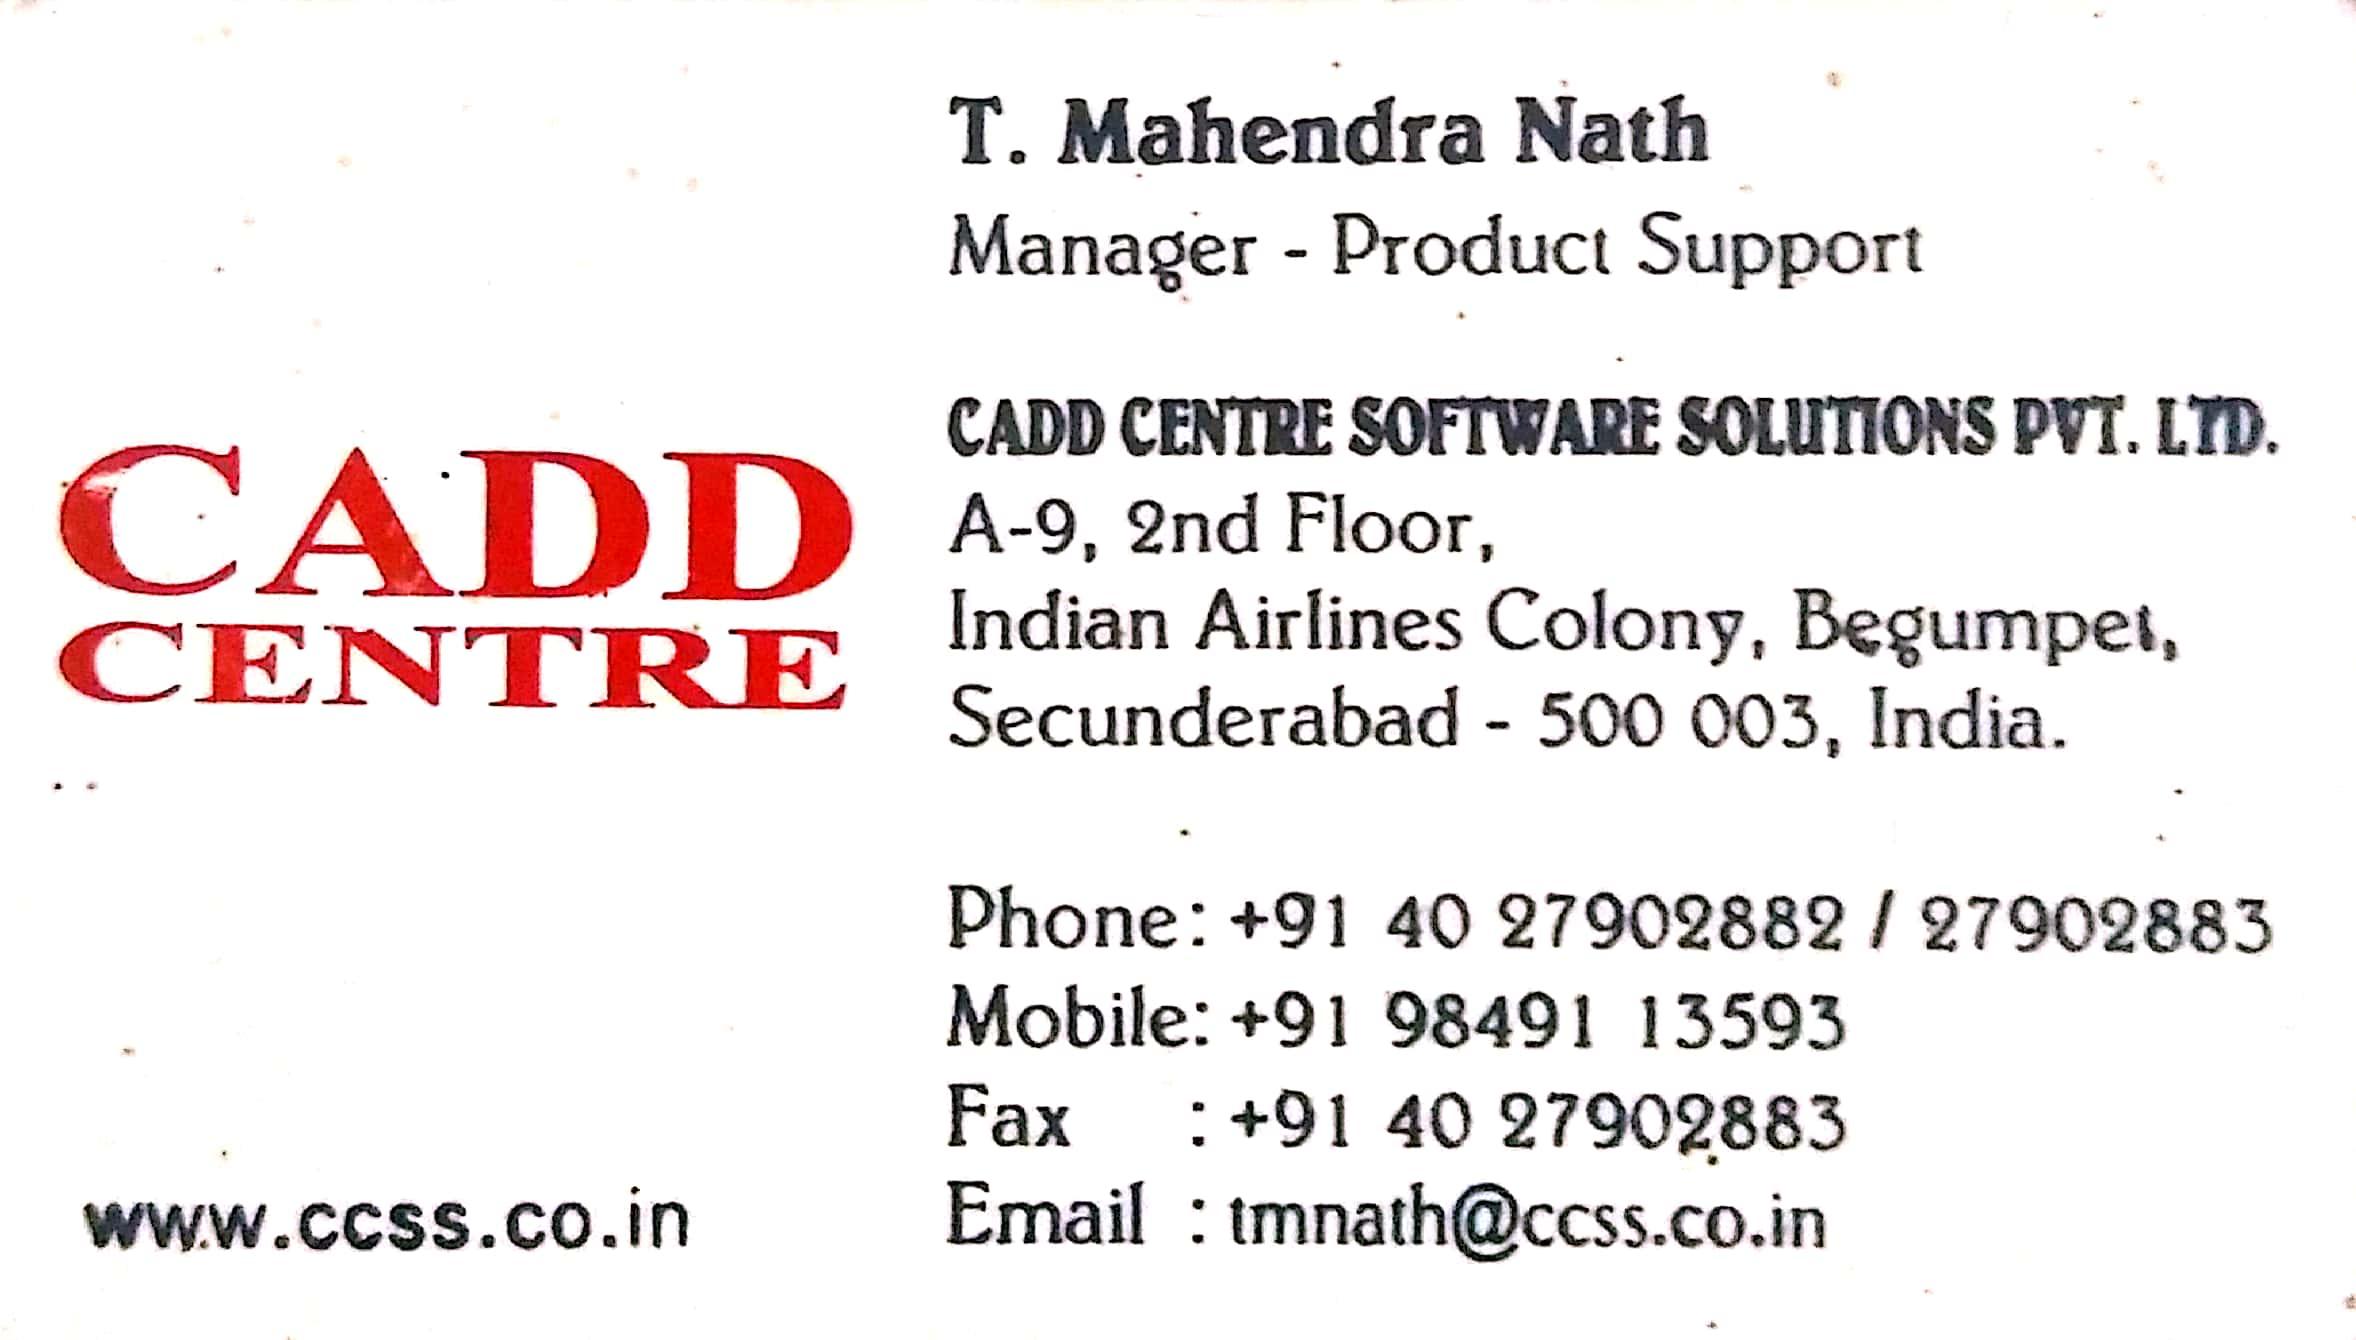 T. Mahendra Nath
Manager - Product Support
CADD
CENTRE
CADD CENTRE SOFTWARE SOLUTIONS PVT. LTD.
A-9, 2nd Floor,
Indian Airlines Colony, Begumpet,
Secunderabad - 500 003, India.
Phone: +91 40 27902882 / 27902883
Mobile: +91 98491 13593
Fax : +91 40 27902883
Email : tmnath@ccss.co.in
www.ccss.co.in